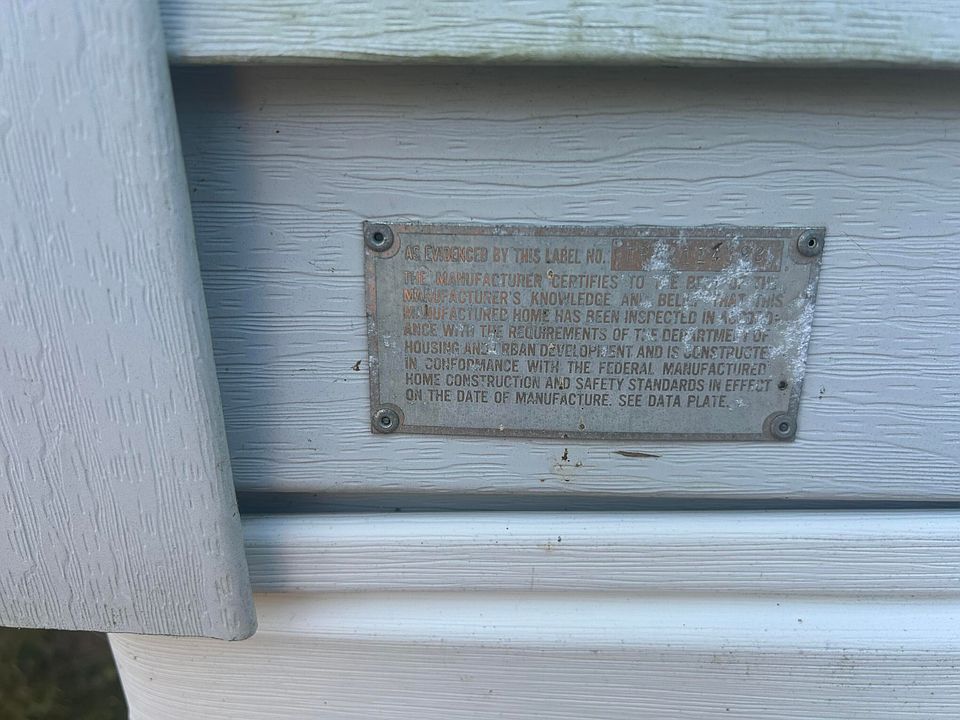 AS EVIDENCED BY THIS LABEL NO.
THE MANUFACTURER CERTIFIES TO THE BEST OF THE
MANUFACTURER'S KNOWLEDGE AND BELIEF THAT THIS
MANUFACTURED HOME HAS BEEN INSPECTED IN ACCORD-
ANCE WITH THE REQUIREMENTS OF THE DEPARTMENT OF
HOUSING AND URBAN DEVELOPMENT AND IS CONSTRUCTED
IN CONFORMANCE WITH THE FEDERAL MANUFACTURED
HOME CONSTRUCTION AND SAFETY STANDARDS IN EFFECT
ON THE DATE OF MANUFACTURE. SEE DATA PLATE.